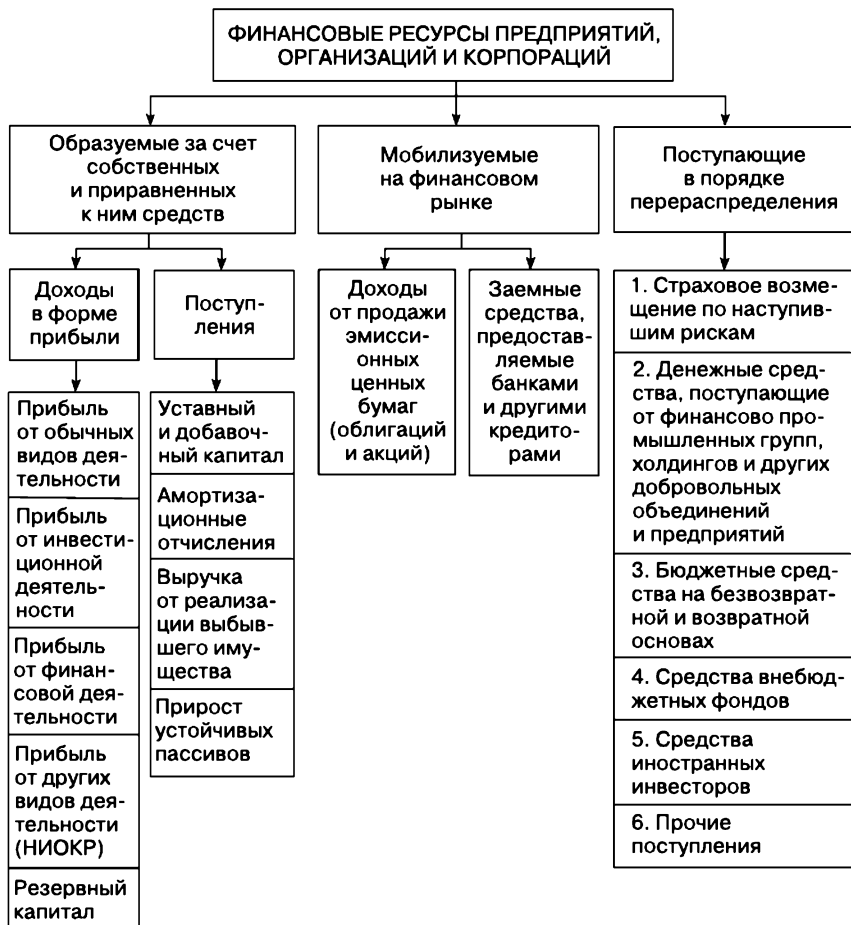 ФИНАНСОВЫЕ РЕСУРСЫ ПРЕДПРИЯТИЙ,
ОРГАНИЗАЦИЙ И КОРПОРАЦИЙ
Образуемые за счет
собственных
и приравненных
к ним средств
Мобилизуемые
на финансовом
рынке
Поступающие
в порядке
перераспределения
Доходы
в форме
прибыли
Поступ-
ления
Доходы
от продажи
эмисси-
онных
ценных
бумаг
(облигаций
и акций)
Заемные
средства,
предостав-
ляемые
банками
и другими
кредито-
рами
Прибыль
от обычных
видов дея-
тельности
Прибыль
от инвести-
ционной
деятель-
ности
Прибыль
от финан-
совой дея-
тельности
Прибыль
от других
видов дея-
тельности
(НИОКР)
Резервный
капитал
Уставный
и добавоч-
ный капитал
Амортиза-
ционные
отчисления
Выручка
от реализа-
ции выбыв-
шего иму-
щества
Прирост
устойчивых
пассивов
1. Страховое возме-
щение по наступив-
шим рискам
2. Денежные сред-
ства, поступающие
от финансово про-
мышленных групп,
холдингов и других
добровольных
объединений
и предприятий
3. Бюджетные сред-
ства на безвозврат-
ной и возвратной
основах
4. Средства внебюд-
жетных фондов
5. Средства
иностранных
инвесторов
6. Прочие
поступления